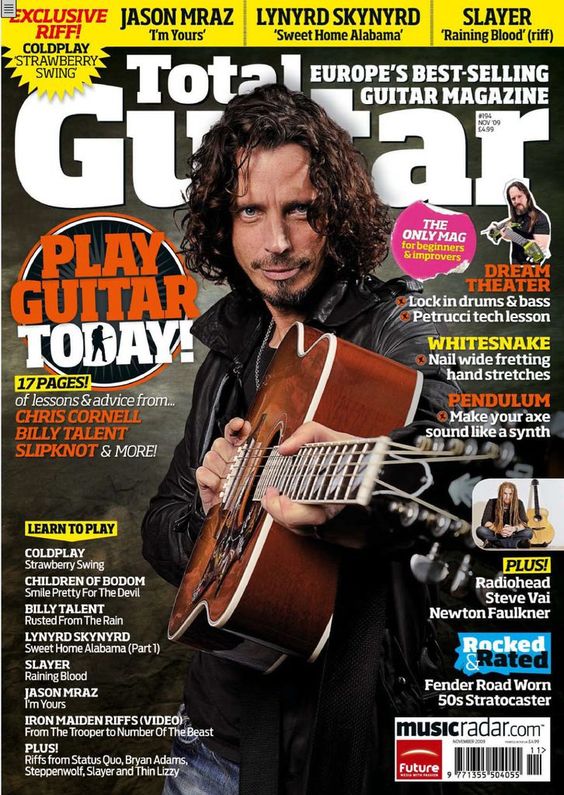 EXCLUSIVE
RIFF!
COLDPLAY
'STRAWBERRY
SWING'
JASON MRAZ
'I'm Yours'
LYNYRD SKYNYRD
'Sweet Home Alabama'
SLAYER
'Raining Blood' (riff)
Total
Guitar
EUROPE'S BEST-SELLING
GUITAR MAGAZINE
#194
NOV '09
£4.99
PLAY
GUITAR
TODAY!
17 PAGES!
of lessons & advice from...
CHRIS CORNELL
BILLY TALENT
SLIPKNOT & MORE!
THE
ONLY MAG
for beginners
& improvers
DREAM
THEATER
Lock in drums & bass
Petrucci tech lesson
WHITESNAKE
Nail wide fretting
hand stretches
PENDULUM
Make your axe
sound like a synth
LEARN TO PLAY
COLDPLAY
Strawberry Swing
CHILDREN OF BODOM
Smile Pretty For The Devil
BILLY TALENT
Rusted From The Rain
LYNYRD SKYNYRD
Sweet Home Alabama (Part 1)
SLAYER
Raining Blood
JASON MRAZ
I'm Yours
IRON MAIDEN RIFFS (VIDEO)
From The Trooper to Number Of The Beast
PLUS!
Riffs from Status Quo, Bryan Adams,
Steppenwolf, Slayer and Thin Lizzy
PLUS!
Radiohead
Steve Vai
Newton Faulkner
Rocked
& Rated
Fender Road Worn
50s Stratocaster
musicradar.com
NOVEMBER 2009
£4.99
Future
MEDIA WITH PASSION
11
9 771355 504055